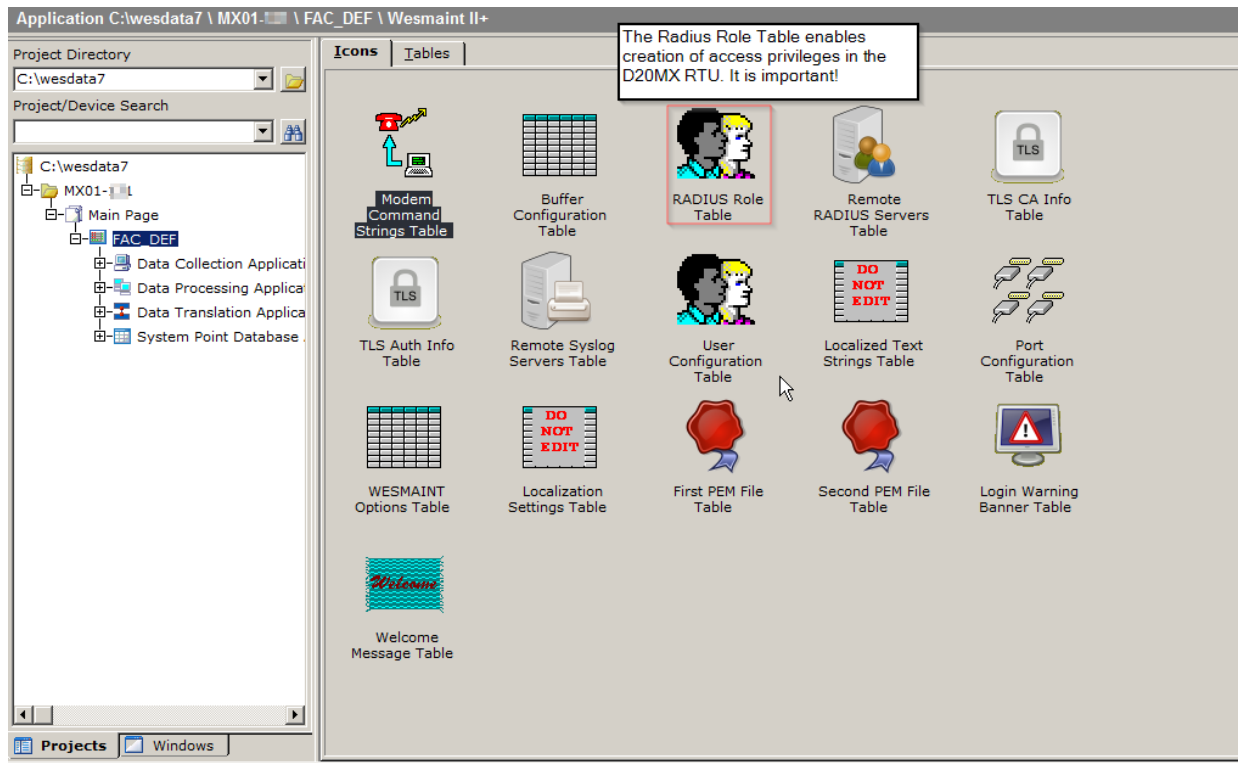 Application C:\wesdata7 \ MX01- \ FAC_DEF \ Wesmaint II+
The Radius Role Table enables
creation of access privileges in the
D20MX RTU. It is important!
Project Directory
C:\wesdata7
Project/Device Search
C:\wesdata7
MX01-
Main Page
FAC_DEF
Data Collection Applicati
Data Processing Applica
Data Translation Applica
System Point Database
Projects
Windows
Icons
Tables
Modem
Command
Strings Table
Buffer
Configuration
Table
RADIUS Role
Table
Remote
RADIUS Servers
Table
TLS
TLS CA Info
Table
TLS
TLS Auth Info
Table
Remote Syslog
Servers Table
User
Configuration
Table
DO
NOT
EDIT
Localized Text
Strings Table
Port
Configuration
Table
WESMAINT
Options Table
DO
NOT
EDIT
Localization
Settings Table
First PEM File
Table
Second PEM File
Table
Login Warning
Banner Table
Welcome
Welcome
Message Table